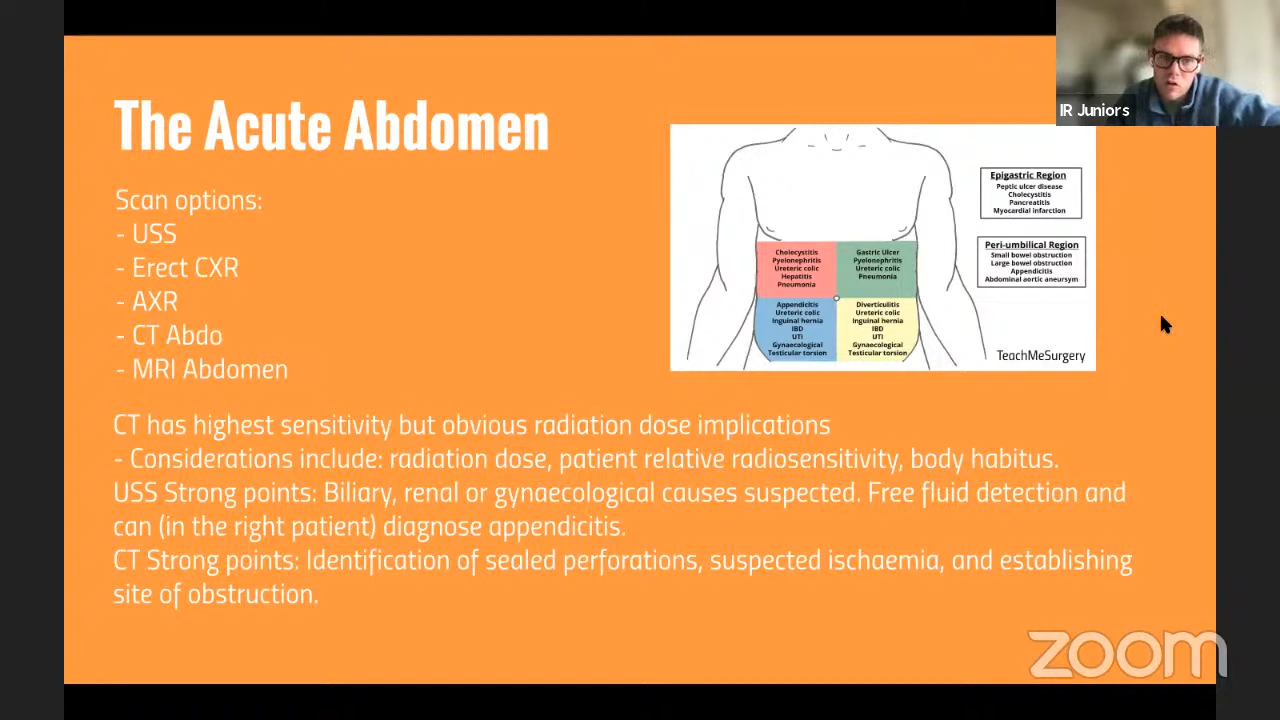 The Acute Abdomen
Scan options:
- USS
- Erect CXR
- AXR
- CT Abdo
- MRI Abdomen
CT has highest sensitivity but obvious radiation dose implications
- Considerations include: radiation dose, patient relative radiosensitivity, body habitus.
USS Strong points: Biliary, renal or gynaecological causes suspected. Free fluid detection and
can (in the right patient) diagnose appendicitis.
CT Strong points: Identification of sealed perforations, suspected ischaemia, and establishing
site of obstruction.
Cholecystitis
Pyelonephritis
Ureteric colic
Hepatitis
Pneumonia
Gastric Ulcer
Pyelonephritis
Ureteric colic
Pneumonia
Appendicitis
Ureteric colic
Inguinal hernia
IBD
UTI
Gynaecological
Testicular torsion
Diverticulitis
Ureteric colic
Inguinal hernia
IBD
UTI
Gynaecological
Testicular torsion
Epigastric Region
Peptic ulcer disease
Cholecystitis
Pancreatitis
Myocardial infarction
Peri-umbilical Region
Small bowel obstruction
Large bowel obstruction
Appendicitis
Abdominal aortic aneurysm
TeachMeSurgery
IR Juniors
zoom